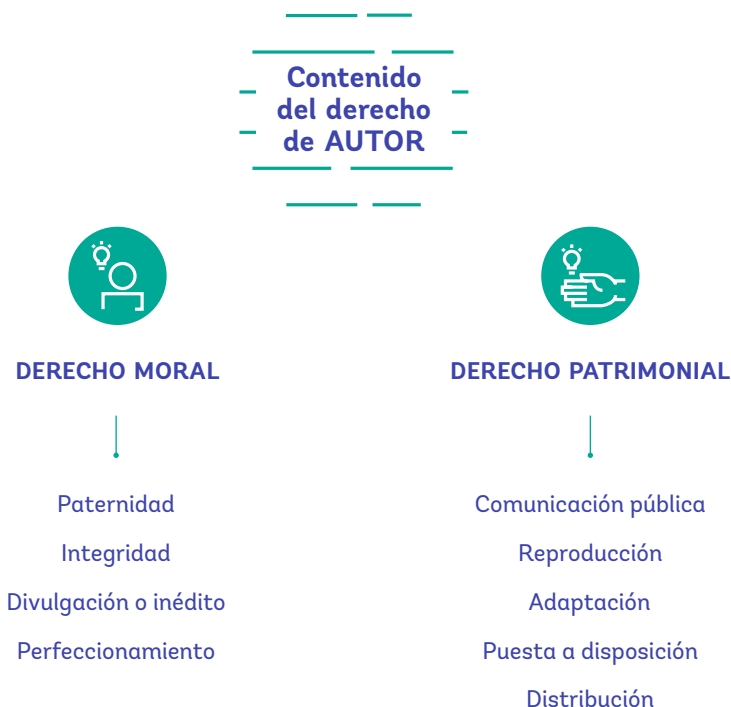 Contenido
del derecho
de AUTOR
DERECHO MORAL
Paternidad
Integridad
Divulgación o inédito
Perfeccionamiento
DERECHO PATRIMONIAL
Comunicación pública
Reproducción
Adaptación
Puesta a disposición
Distribución